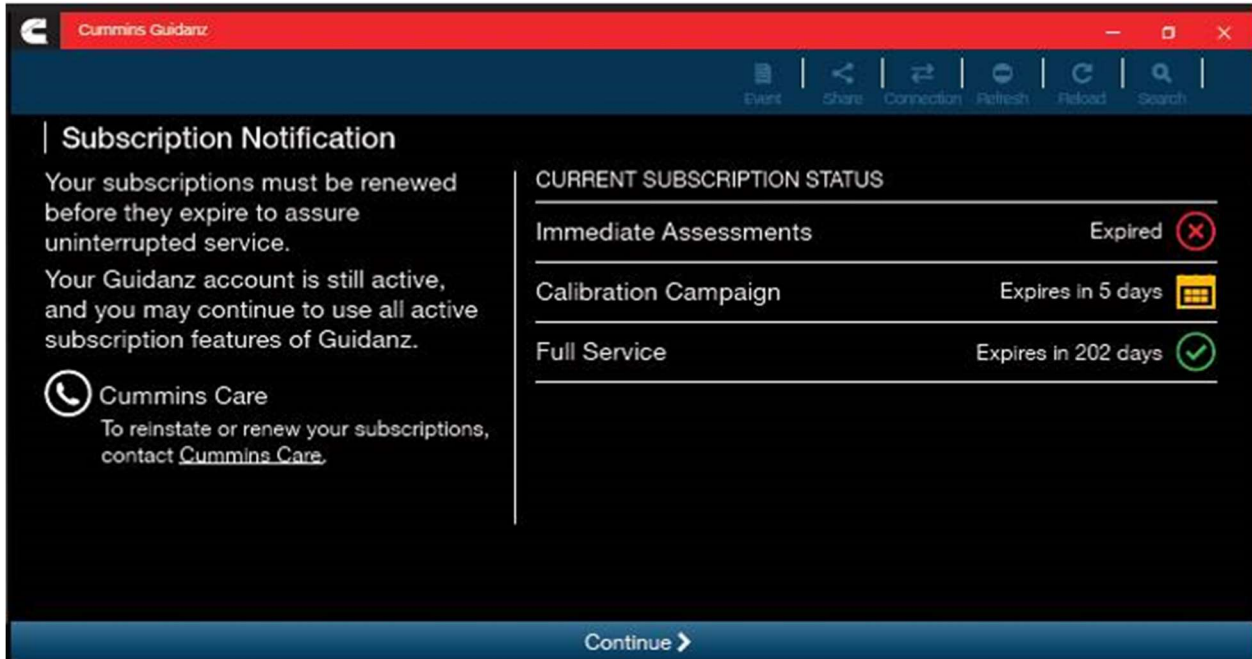 Cummins Guidanz
Event Share Connection Refresh Reload Search
Subscription Notification
Your subscriptions must be renewed
before they expire to assure
uninterrupted service.
Your Guidanz account is still active,
and you may continue to use all active
subscription features of Guidanz.
Cummins Care
To reinstate or renew your subscriptions,
contact Cummins Care.
CURRENT SUBSCRIPTION STATUS
Immediate Assessments Expired
Calibration Campaign Expires in 5 days
Full Service Expires in 202 days
Continue